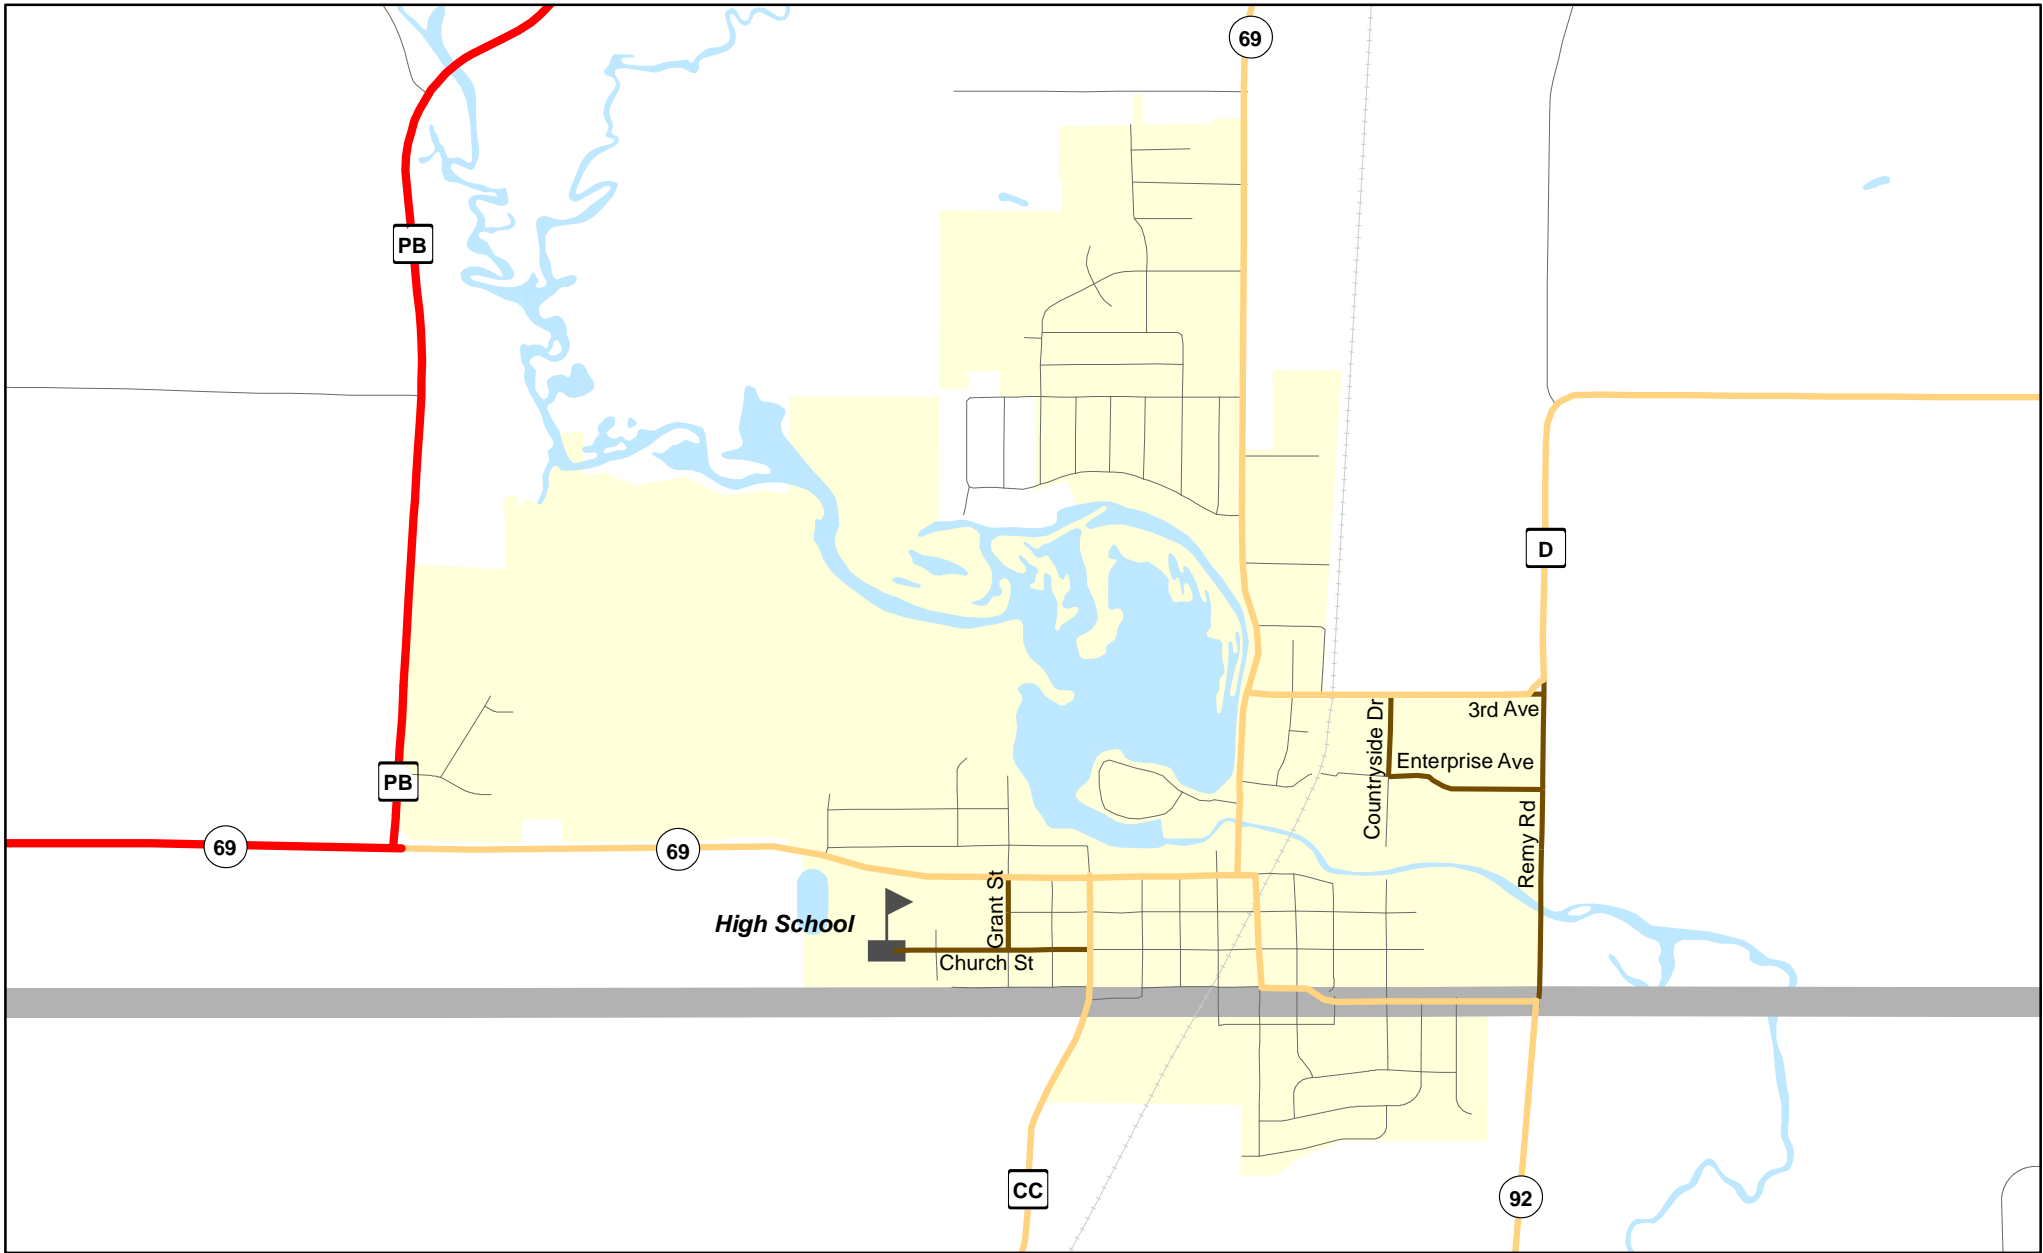 69
PB
D
Countryside Dr
3rd Ave
Enterprise Ave
PB
Remy Rd
69
69
Grant St
High School
Church St
CC
92